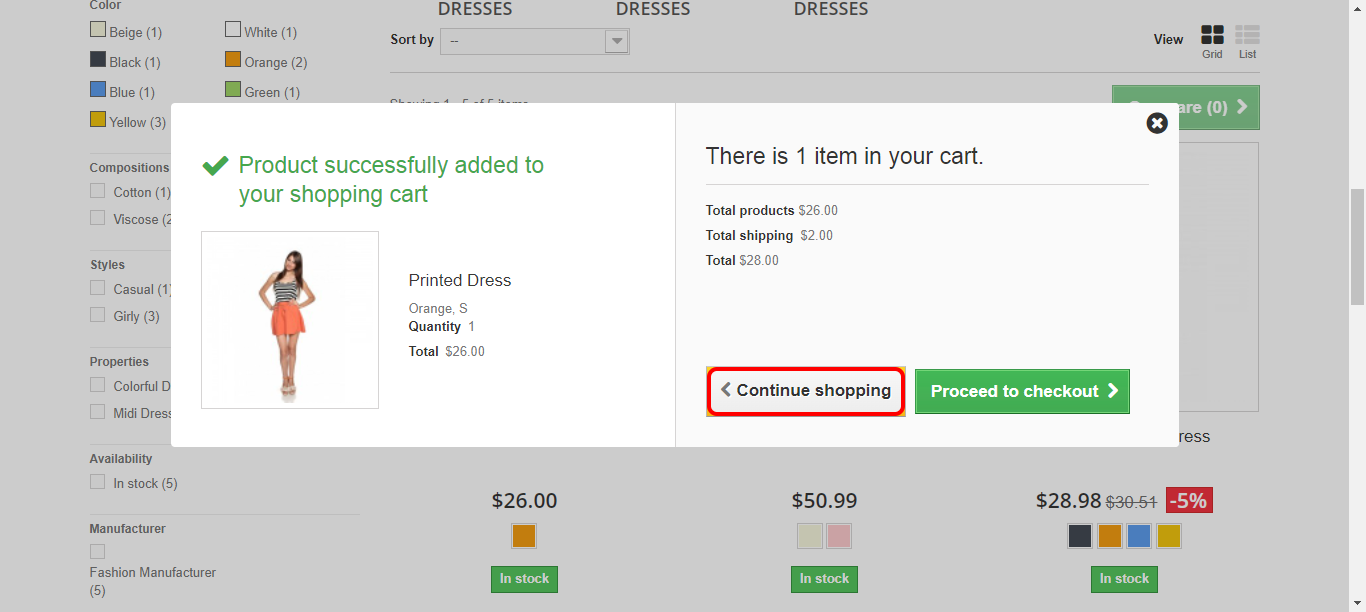 Color
Beige (1)
White (1)
Black (1)
Orange (2)
Blue (1)
Green (1)
Yellow (3)
Compositions
Cotton (1)
Viscose
Styles
Casual (1)
Girly (3)
Properties
Colorful
Midi Dress
Availability
In stock (5)
Manufacturer
Fashion Manufacturer
(5)
DRESSES
DRESSES
DRESSES
Sort by
--
View
Grid
List
Showing 1 - 5 of 5 items
(0)
Product successfully added to
your shopping cart
Printed Dress
Orange, S
Quantity 1
Total $26.00
There is 1 item in your cart.
Total products $26.00
Total shipping $2.00
Total $28.00
Continue shopping
Proceed to checkout
$26.00
$50.99
$28.98 $30.51 -5%
In stock
In stock
In stock